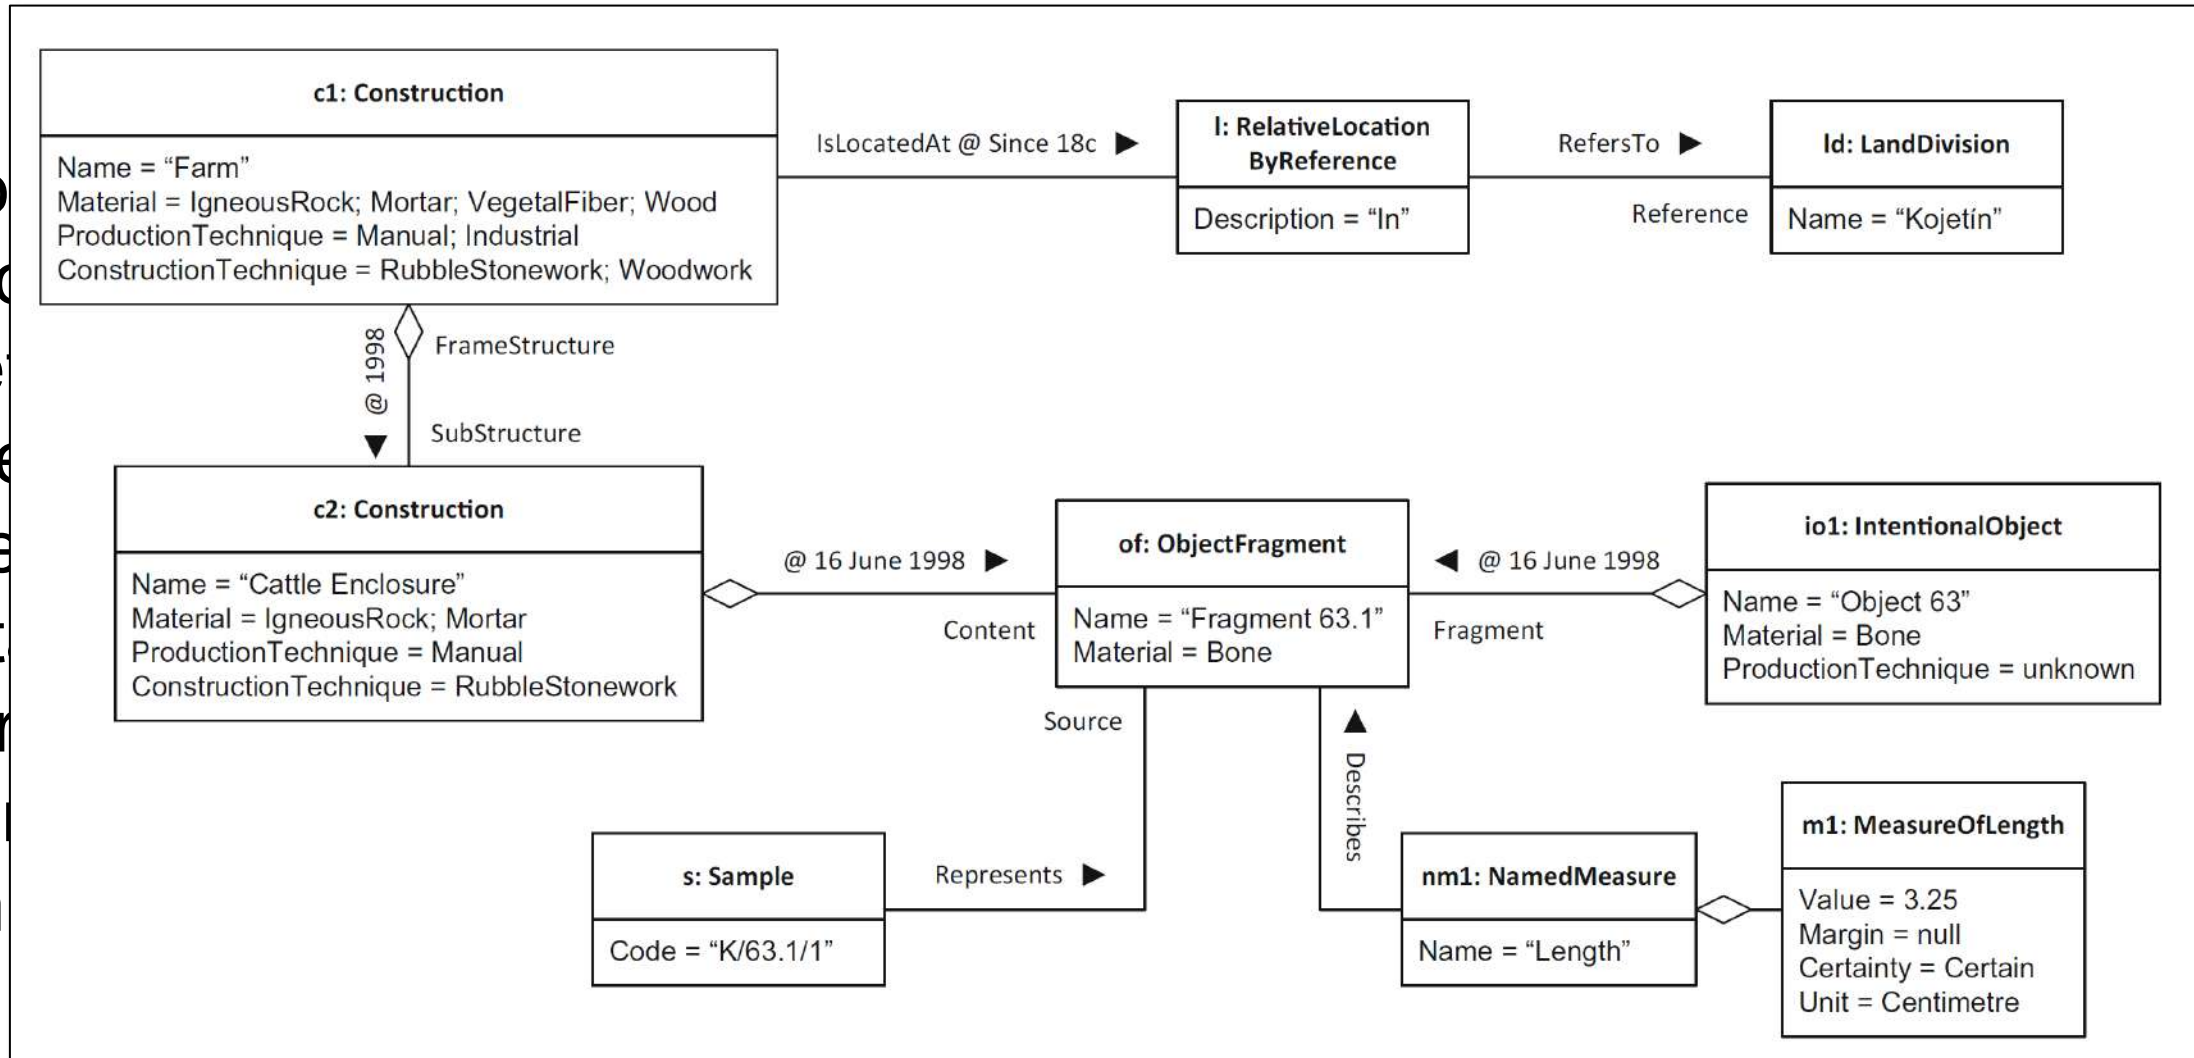 c1: Construction
Name = “Farm”
Material = IgneousRock; Mortar; VegetalFiber; Wood
ProductionTechnique = Manual; Industrial
ConstructionTechnique = RubbleStonework; Woodwork
IsLocatedAt @ Since 18c ▶
l: RelativeLocation
ByReference
Description = “In”
RefersTo ▶
Reference
ld: LandDivision
Name = “Kojetín”
@ 1998 ▶
FrameStructure
SubStructure
c2: Construction
Name = “Cattle Enclosure”
Material = IgneousRock; Mortar
ProductionTechnique = Manual
ConstructionTechnique = RubbleStonework
@ 16 June 1998 ▶
Content
of: ObjectFragment
Name = “Fragment 63.1”
Material = Bone
◀ @ 16 June 1998
Fragment
io1: IntentionalObject
Name = “Object 63”
Material = Bone
ProductionTechnique = unknown
Source
Describes
s: Sample
Code = “K/63.1/1”
Represents ▶
nm1: NamedMeasure
Name = “Length”
m1: MeasureOfLength
Value = 3.25
Margin = null
Certainty = Certain
Unit = Centimetre